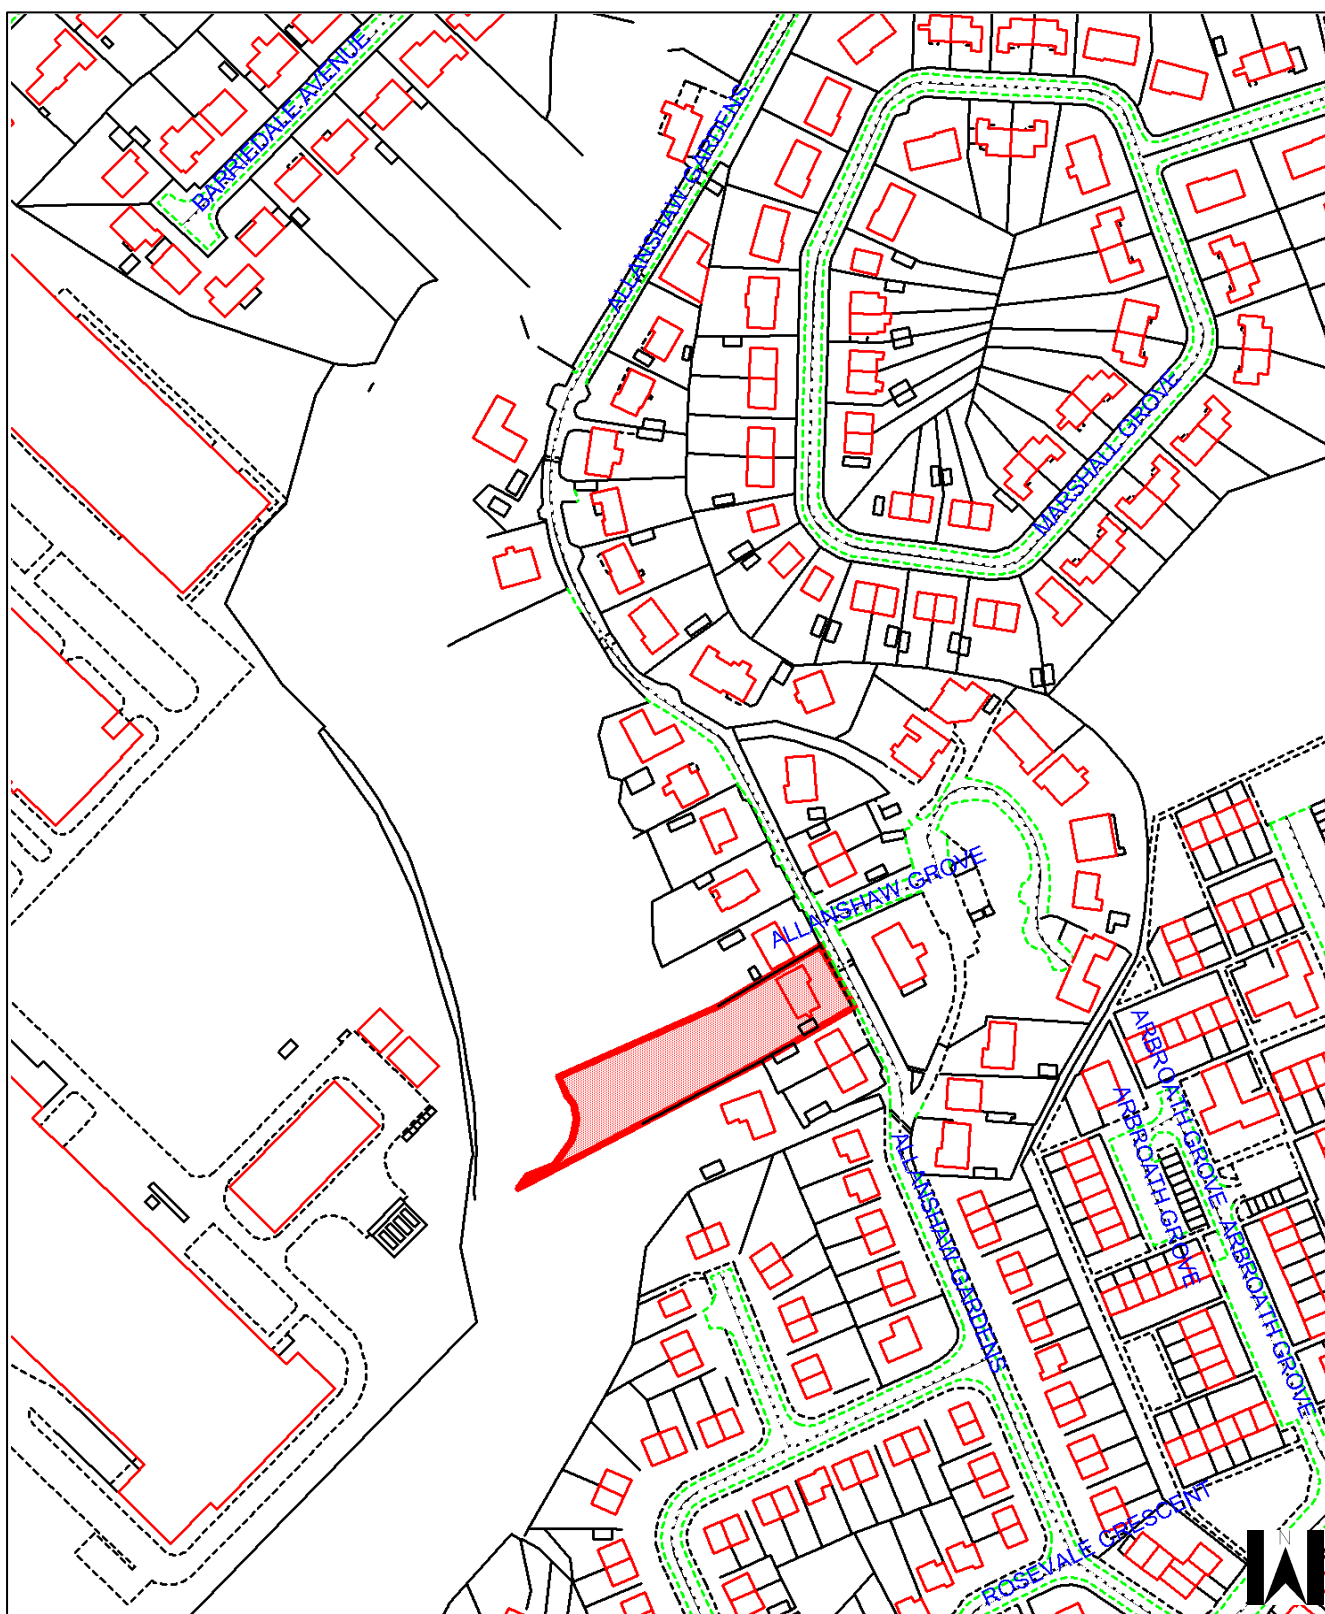 BARRIEDALE AVENUE
ALLANSHAW GARDENS
MARSHALL GROVE
ALLANSHAW GROVE
ARBROATH GROVE
ARBROATH GROVE
ARBROATH GROVE
ALLANSHAW GARDENS
ROSEVALE CRESCENT
N